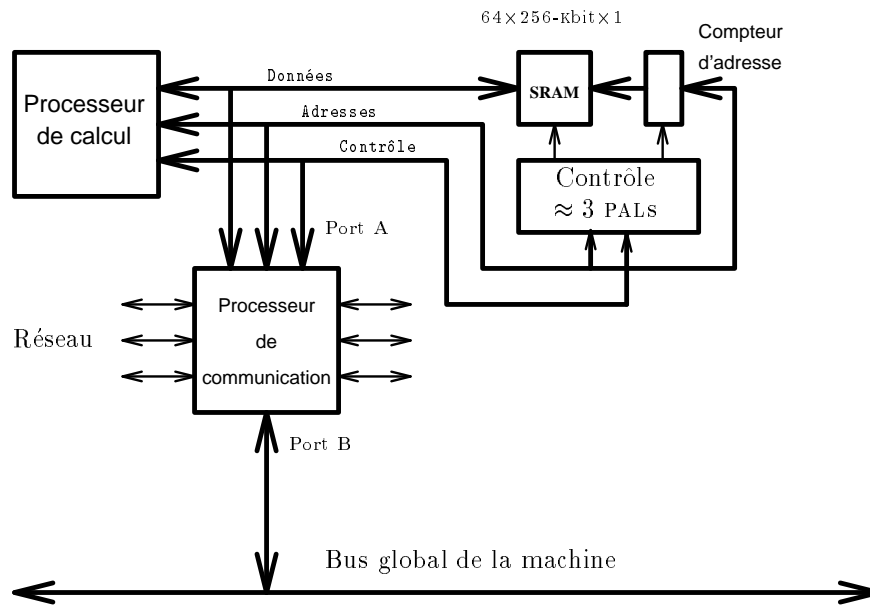 64×256-Kbit×1
Compteur
d'adresse
Processeur
de calcul
Données
SRAM
Adresses
Contrôle
Contrôle
≈ 3 PALs
Port A
Processeur
de
communication
Réseau
Port B
Bus global de la machine